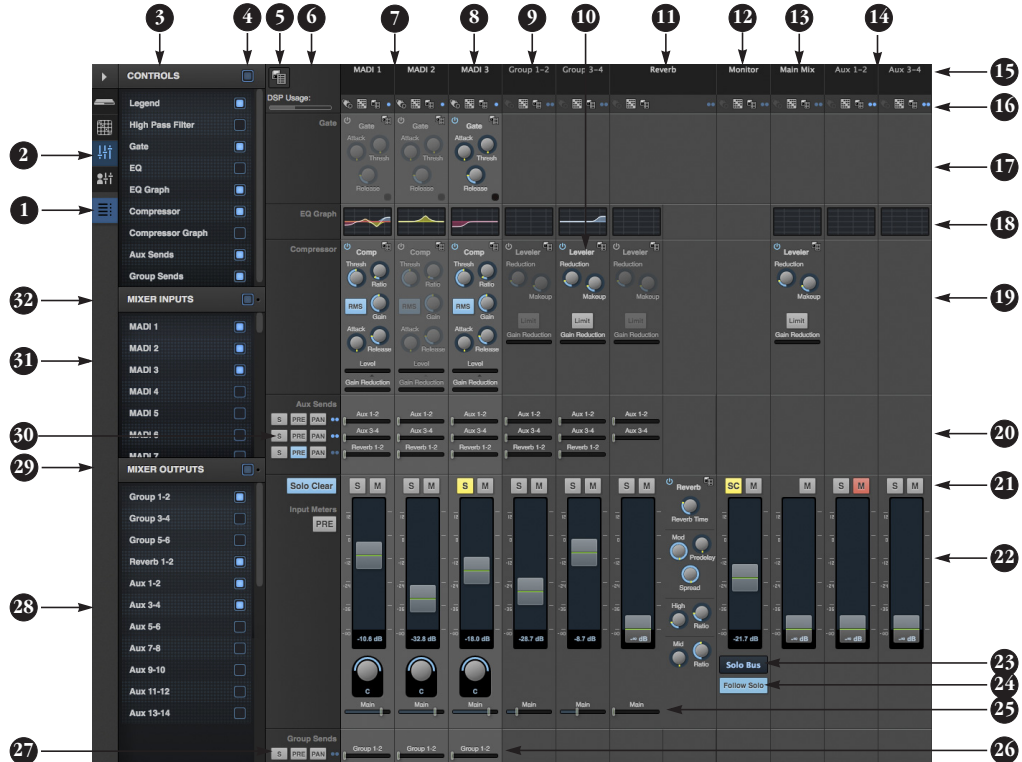 3 4 5 6 7 8 9 10 11 12 13 14
CONTROLS
MADI 1 MADI 2 MADI 3 Group 1-2 Group 3-4 Reverb Monitor Main Mix Aux 1-2 Aux 3-4
15
DSP Usage:
16
Legend
High Pass Filter
Gate
EQ
EQ Graph
Compressor
Compressor Graph
Aux Sends
Group Sends
2
1
Gate
Gate Gate Gate
Attack Attack Attack
Thresh Thresh Thresh
Release Release Release
17
EQ Graph
18
Compressor
Comp Comp Comp Leveler Leveler Leveler Leveler
Thresh Thresh Thresh Reduction Reduction Reduction Reduction
Ratio Ratio Ratio Makeup Makeup Makeup Makeup
RMS RMS RMS Limit Limit Limit Limit
Gain Gain Gain Gain Reduction Gain Reduction Gain Reduction Gain Reduction
Attack Attack Attack
Release Release Release
Level Level Level
Gain Reduction Gain Reduction Gain Reduction
19
32
MIXER INPUTS
MADI 1
MADI 2
MADI 3
MADI 4
MADI 5
MADI 6
MADI 7
31
30
29
Aux Sends
S PRE PAN
S PRE PAN
S PRE PAN
Aux 1-2 Aux 1-2 Aux 1-2 Aux 1-2 Aux 1-2 Aux 1-2
Aux 3-4 Aux 3-4 Aux 3-4 Aux 3-4 Aux 3-4 Aux 3-4
Reverb 1-2 Reverb 1-2 Reverb 1-2 Reverb 1-2 Reverb 1-2
20
MIXER OUTPUTS
Group 1-2
Group 3-4
Group 5-6
Reverb 1-2
Aux 1-2
Aux 3-4
Aux 5-6
Aux 7-8
Aux 9-10
Aux 11-12
Aux 13-14
28
Solo Clear
S M S M S M S M S M S M
Reverb
SC M M S M S M
21
Input Meters
PRE
Reverb Time
Mod
Predelay
Spread
High
Ratio
Mid
Ratio
22
-10.6 dB -32.8 dB -18.0 dB -28.7 dB -8.7 dB -∞ dB -21.7 dB -∞ dB -∞ dB -∞ dB
Solo Bus
23
Follow Solo
24
C C C
Main Main Main Main Main Main
25
27
Group Sends
S PRE PAN
Group 1-2 Group 1-2 Group 1-2
26